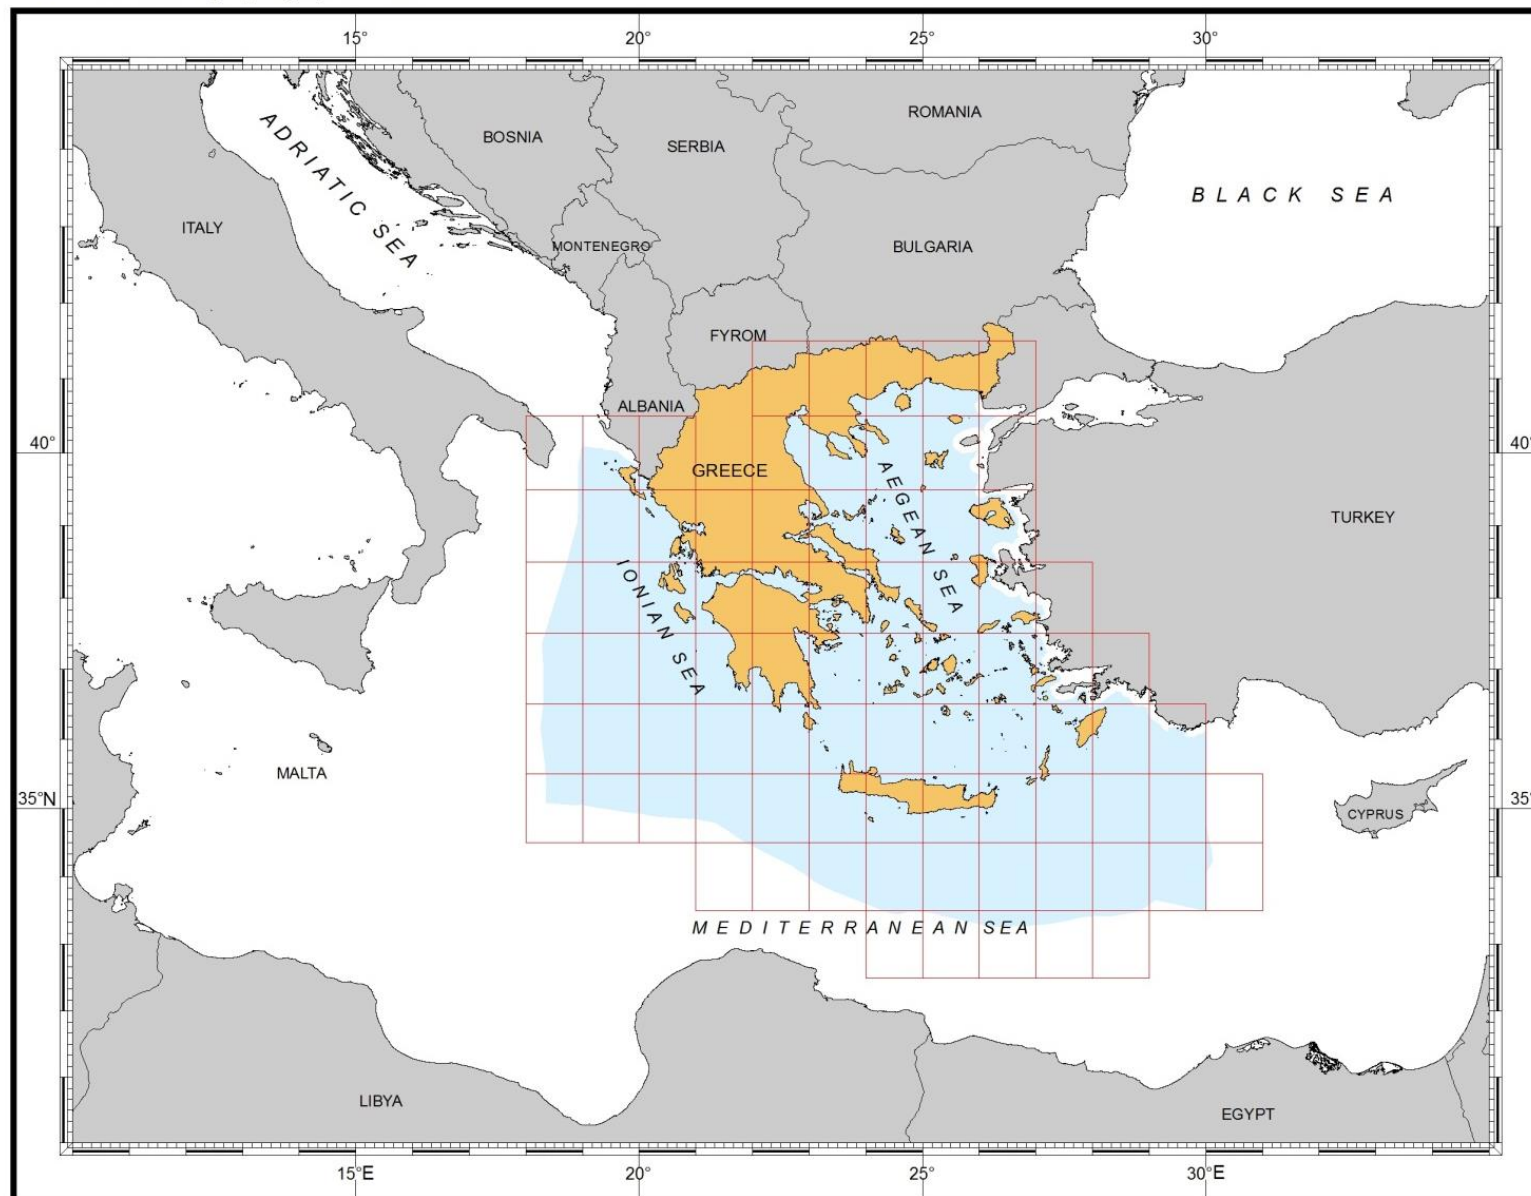 15°
20°
25°
30°
ROMANIA
BOSNIA
SERBIA
ADRIATIC SEA
BLACK SEA
ITALY
MONTENEGRO
BULGARIA
FYROM
ALBANIA
40°
40°
GREECE
AEGEAN SEA
TURKEY
IONIAN SEA
MALTA
35°N
35°
CYPRUS
MEDITERRANEAN SEA
LIBYA
EGYPT
15°E
20°
25°
30°E